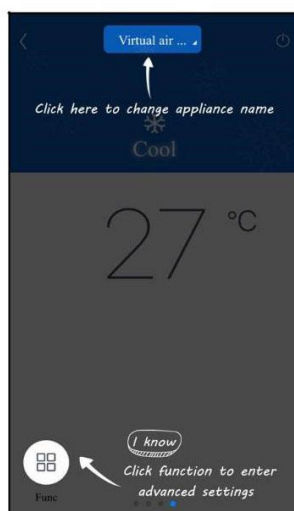 Virtual air ...
Click here to change appliance name
Cool
27 °C
I know
Click function to enter
advanced settings
Func